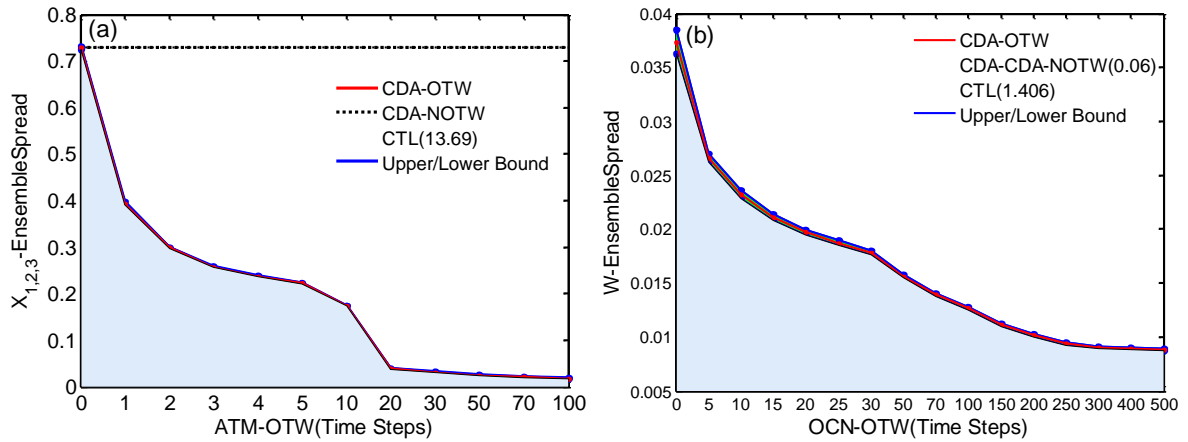 (a)
0.8
0.7
0.6
0.5
0.4
0.3
0.2
0.1
0
X1,2,3-EnsembleSpread
CDA-OTW
CDA-NOTW
CTL(13.69)
Upper/Lower Bound
0 1 2 3 4 5 10 20 30 50 70 100
ATM-OTW(Time Steps)
(b)
0.04
0.035
0.03
0.025
0.02
0.015
0.01
0.005
W-EnsembleSpread
CDA-OTW
CDA-CDA-NOTW(0.06)
CTL(1.406)
Upper/Lower Bound
0 5 10 15 20 25 30 50 70 100 150 200 250 300 400 500
OCN-OTW(Time Steps)